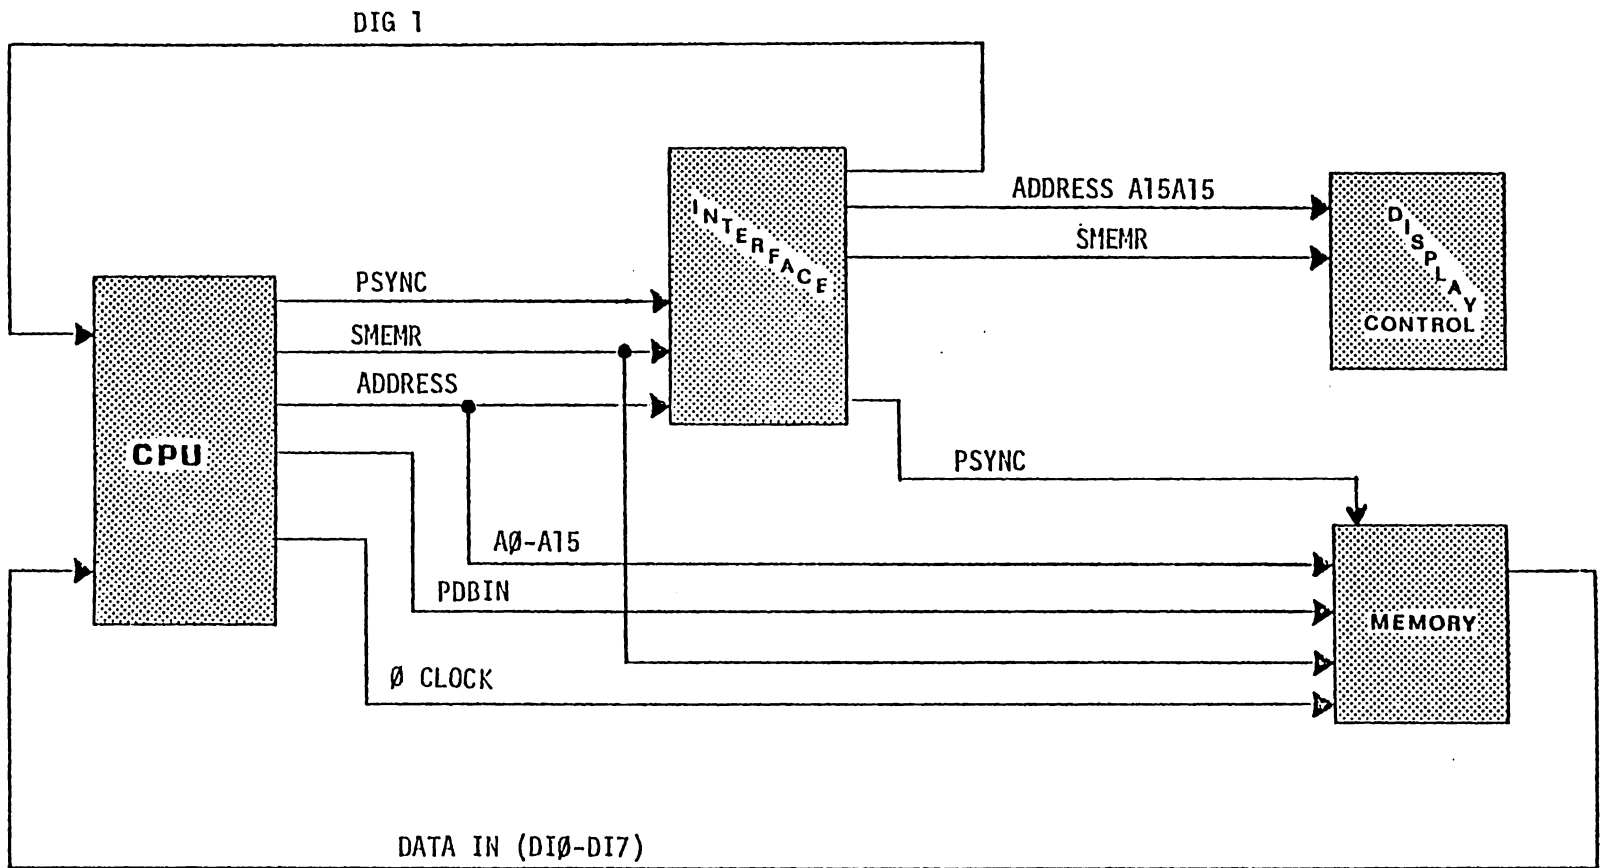 DIG 1
INTERFACE
ADDRESS A15A15
SMEMR
DISPLAY
CONTROL
PSYNC
SMEMR
ADDRESS
CPU
PSYNC
AØ-A15
PDBIN
MEMORY
Ø CLOCK
DATA IN (DIØ-DI7)